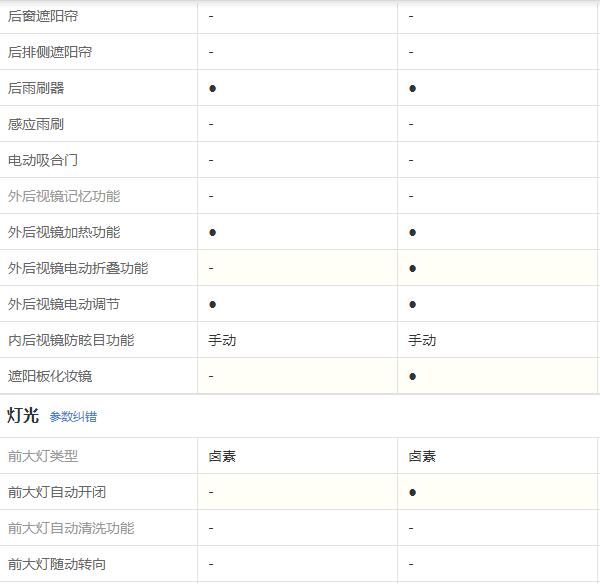 后窗遮阳帘 - -
后排侧遮阳帘 - -
后雨刷器 ● ●
感应雨刷 - -
电动吸合门 - -
外后视镜记忆功能 - -
外后视镜加热功能 ● ●
外后视镜电动折叠功能 - ●
外后视镜电动调节 ● ●
内后视镜防眩目功能 手动 手动
遮阳板化妆镜 - ●
灯光 参数纠错
前大灯类型 卤素 卤素
前大灯自动开闭 - ●
前大灯自动清洗功能 - -
前大灯随动转向 - -